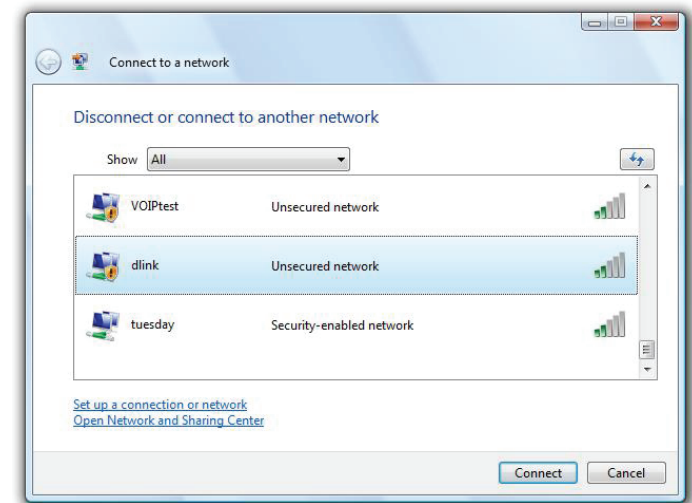 Connect to a network
Disconnect or connect to another network
Show All
VOIPtest Unsecured network
dlink Unsecured network
tuesday Security-enabled network
Set up a connection or network
Open Network and Sharing Center
Connect Cancel